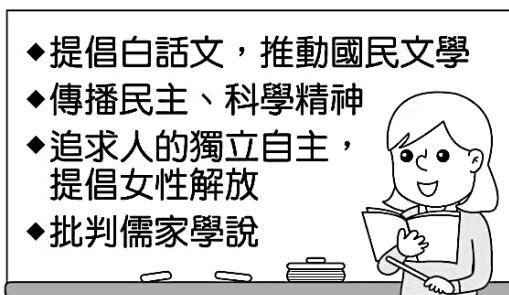 ◆提倡白話文，推動國民文學
◆傳播民主、科學精神
◆追求人的獨立自主，
提倡女性解放
◆批判儒家學說